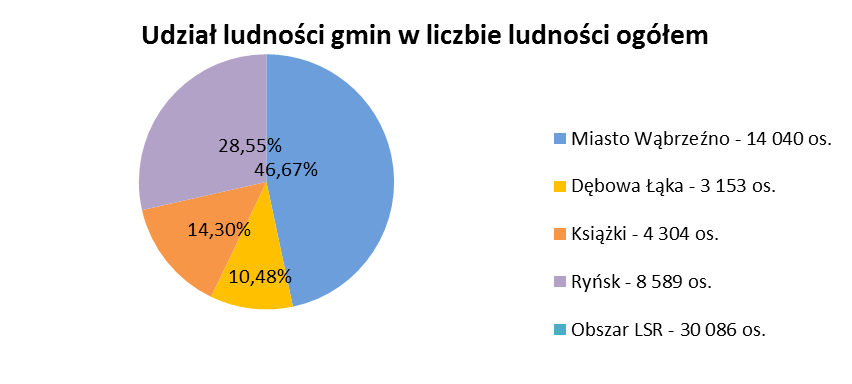 Udział ludności gmin w liczbie ludności ogółem
28,55%
46,67%
14,30%
10,48%
Miasto Wąbrzeźno - 14 040 os.
Dębowa Łąka - 3 153 os.
Książki - 4 304 os.
Ryńsk - 8 589 os.
Obszar LSR - 30 086 os.